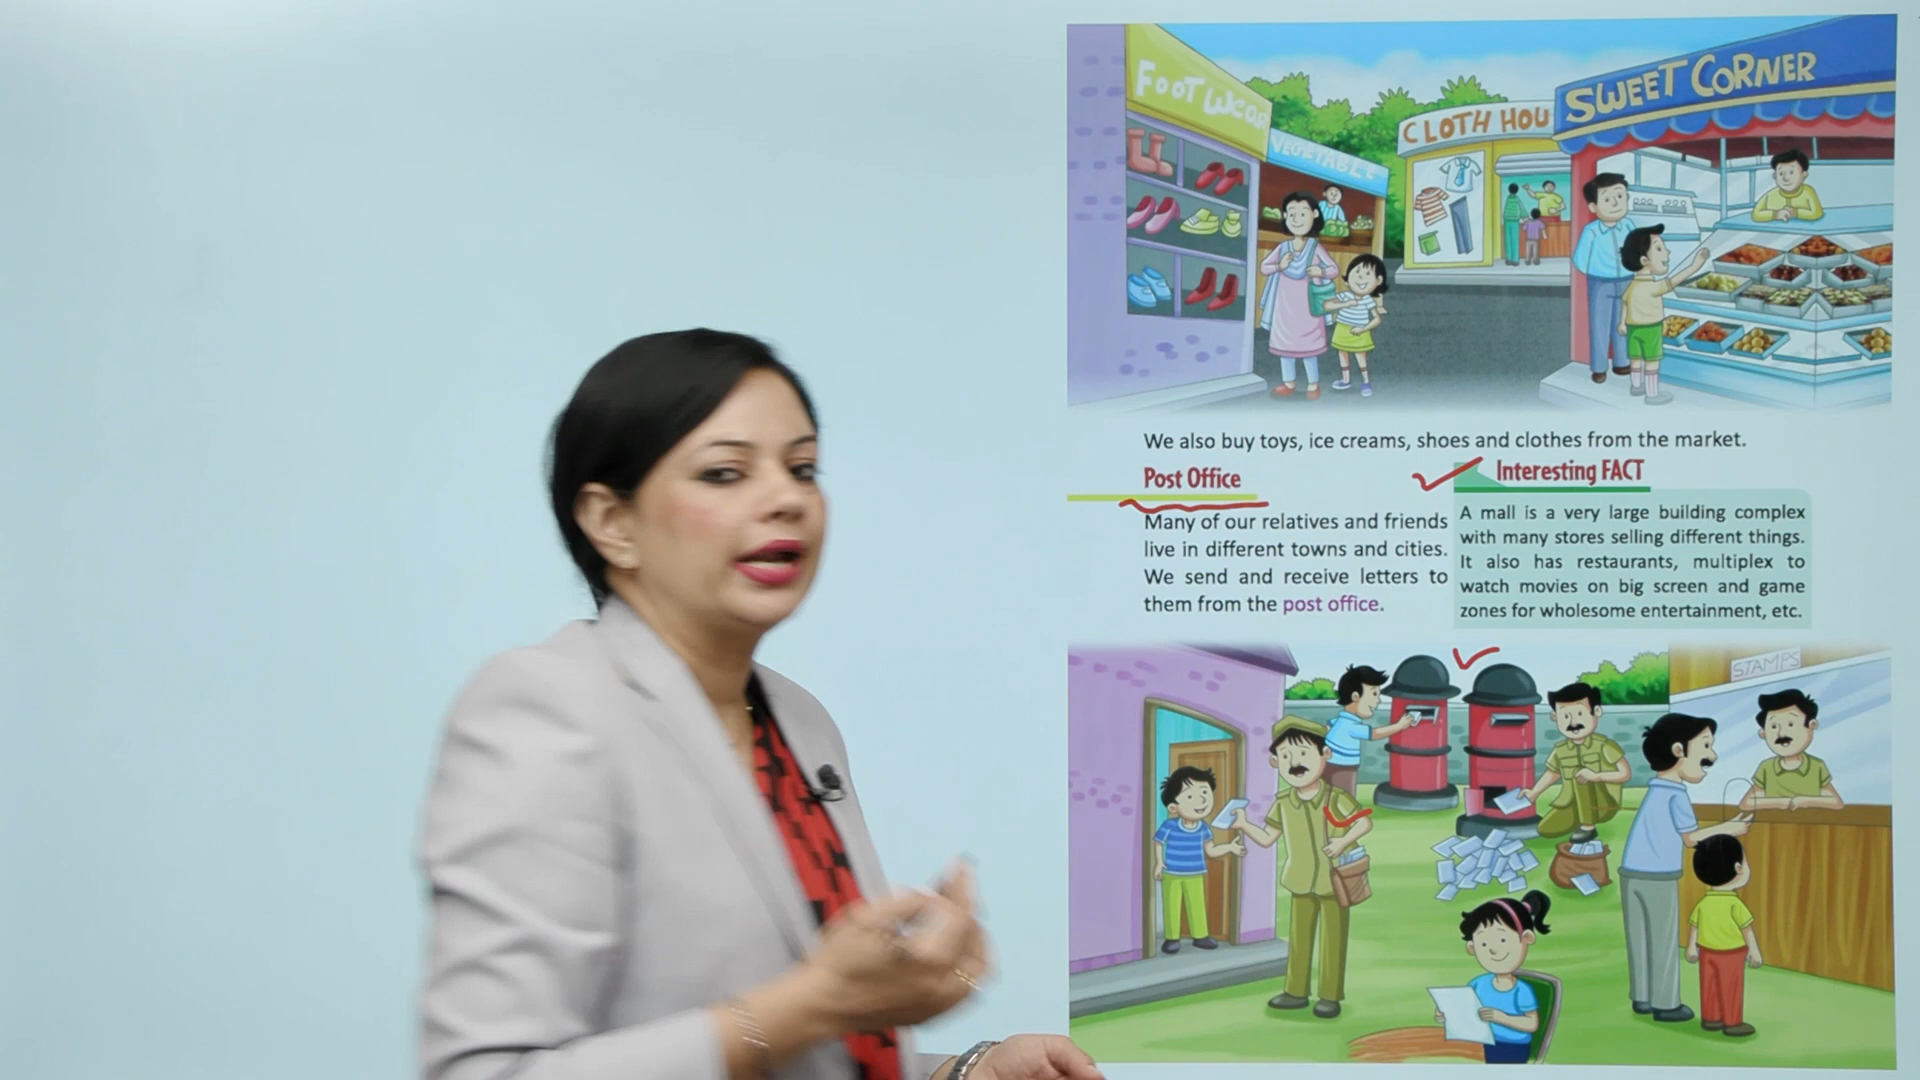 FOOT WEAR
VEGETABLE
CLOTH HOU
SWEET CORNER
We also buy toys, ice creams, shoes and clothes from the market.
Post Office
Many of our relatives and friends
live in different towns and cities.
We send and receive letters to
them from the post office.
Interesting FACT
A mall is a very large building complex
with many stores selling different things.
It also has restaurants, multiplex to
watch movies on big screen and game
zones for wholesome entertainment, etc.
STAMPS